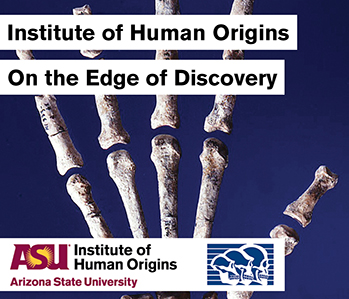 Institute of Human Origins
On the Edge of Discovery
ASU Institute of
Human Origins
Arizona State University